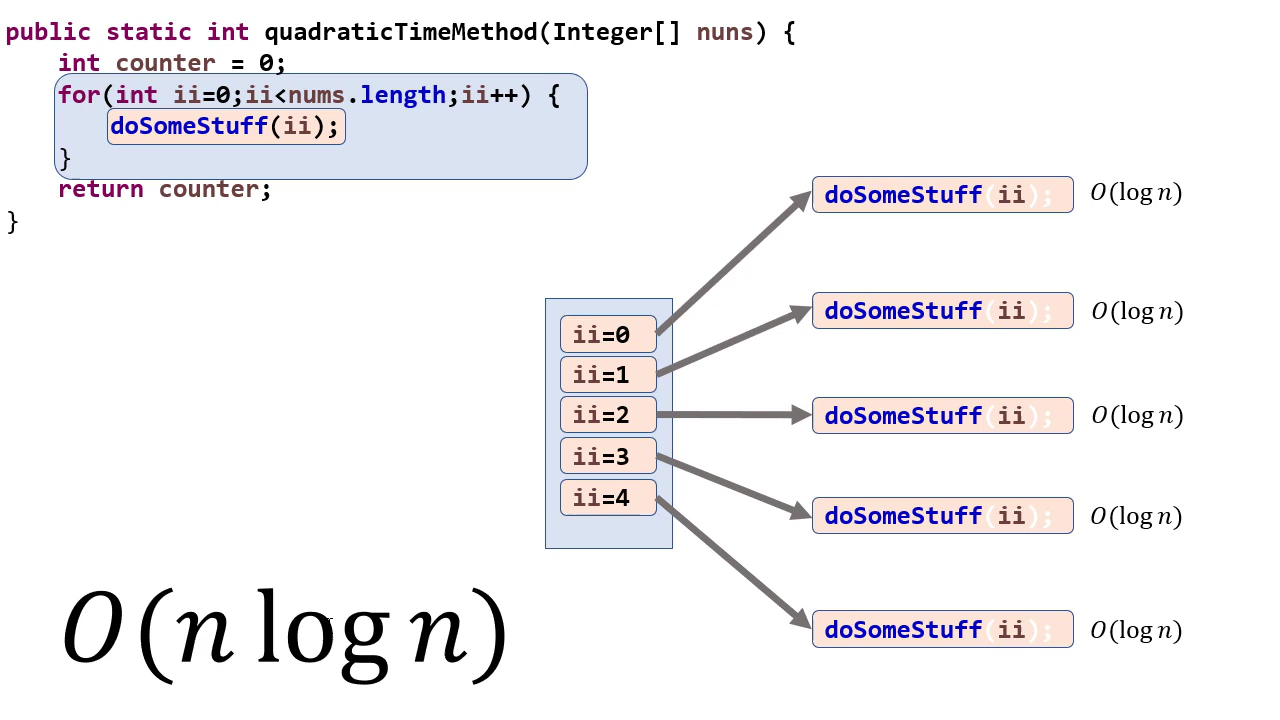 public static int quadraticTimeMethod(Integer[] nuns) {
int counter = 0;
for(int ii=0;ii<nums.length;ii++) {
doSomeStuff(ii);
}
return counter;
}
doSomeStuff(ii); O(log n)
doSomeStuff(ii); O(log n)
doSomeStuff(ii); O(log n)
doSomeStuff(ii); O(log n)
doSomeStuff(ii); O(log n)
ii=0
ii=1
ii=2
ii=3
ii=4
O(n log n)